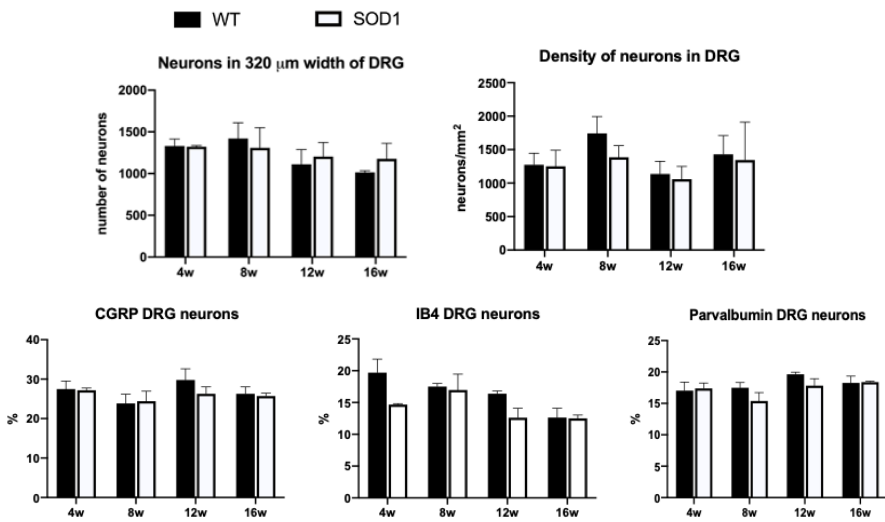 WT SOD1
Neurons in 320 μm width of DRG
number of neurons
2000
1500
1000
500
0
4w 8w 12w 16w
Density of neurons in DRG
neurons/mm²
2500
2000
1500
1000
500
0
4w 8w 12w 16w
CGRP DRG neurons
%
40
30
20
10
0
4w 8w 12w 16w
IB4 DRG neurons
%
25
20
15
10
5
0
4w 8w 12w 16w
Parvalbumin DRG neurons
%
25
20
15
10
5
0
4w 8w 12w 16w